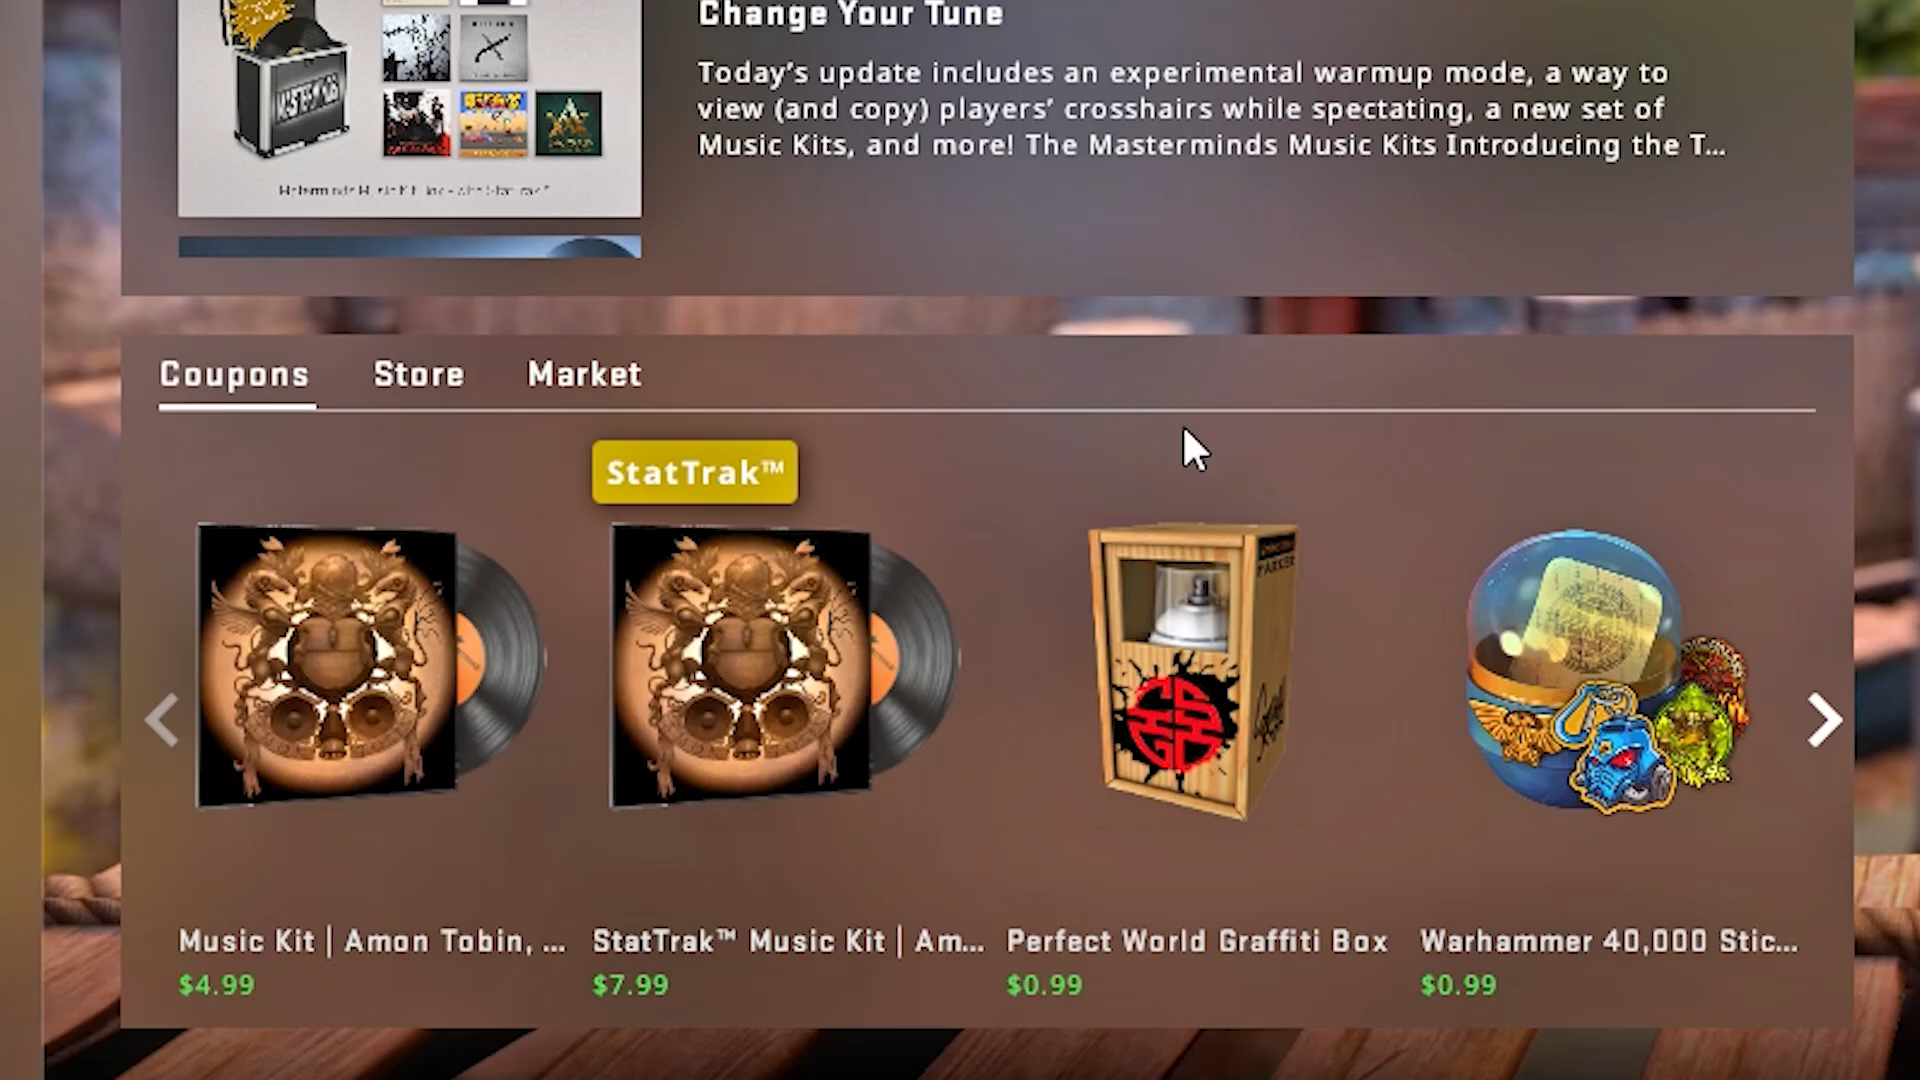 Change Your Tune
Today's update includes an experimental warmup mode, a way to
view (and copy) players' crosshairs while spectating, a new set of
Music Kits, and more! The Masterminds Music Kits Introducing the T...
MASTERMINDS
Coupons Store Market
StatTrak™
Music Kit | Amon Tobin, ...
$4.99
StatTrak™ Music Kit | Am...
$7.99
Perfect World Graffiti Box
$0.99
Warhammer 40,000 Stic...
$0.99